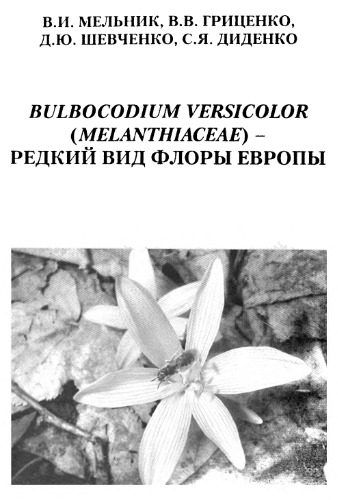 В.И. МЕЛЬНИК, В.В. ГРИЦЕНКО,
Д.Ю. ШЕВЧЕНКО, С.Я. ДИДЕНКО
BULBOCODIUM VERSICOLOR
(MELANTHIACEAE) –
РЕДКИЙ ВИД ФЛОРЫ ЕВРОПЫ